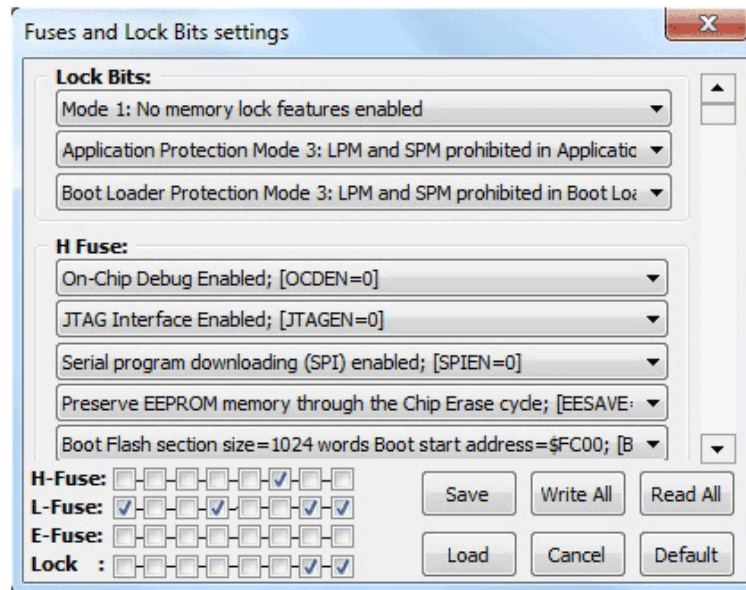 Fuses and Lock Bits settings
Lock Bits:
Mode 1: No memory lock features enabled
Application Protection Mode 3: LPM and SPM prohibited in Applicatio
Boot Loader Protection Mode 3: LPM and SPM prohibited in Boot Loa
H Fuse:
On-Chip Debug Enabled; [OCDEN=0]
JTAG Interface Enabled; [JTAGEN=0]
Serial program downloading (SPI) enabled; [SPIEN=0]
Preserve EEPROM memory through the Chip Erase cycle; [EESAVE=
Boot Flash section size=1024 words Boot start address=$FC00; [B
H-Fuse:
L-Fuse:
E-Fuse:
Lock :
Save Write All Read All
Load Cancel Default